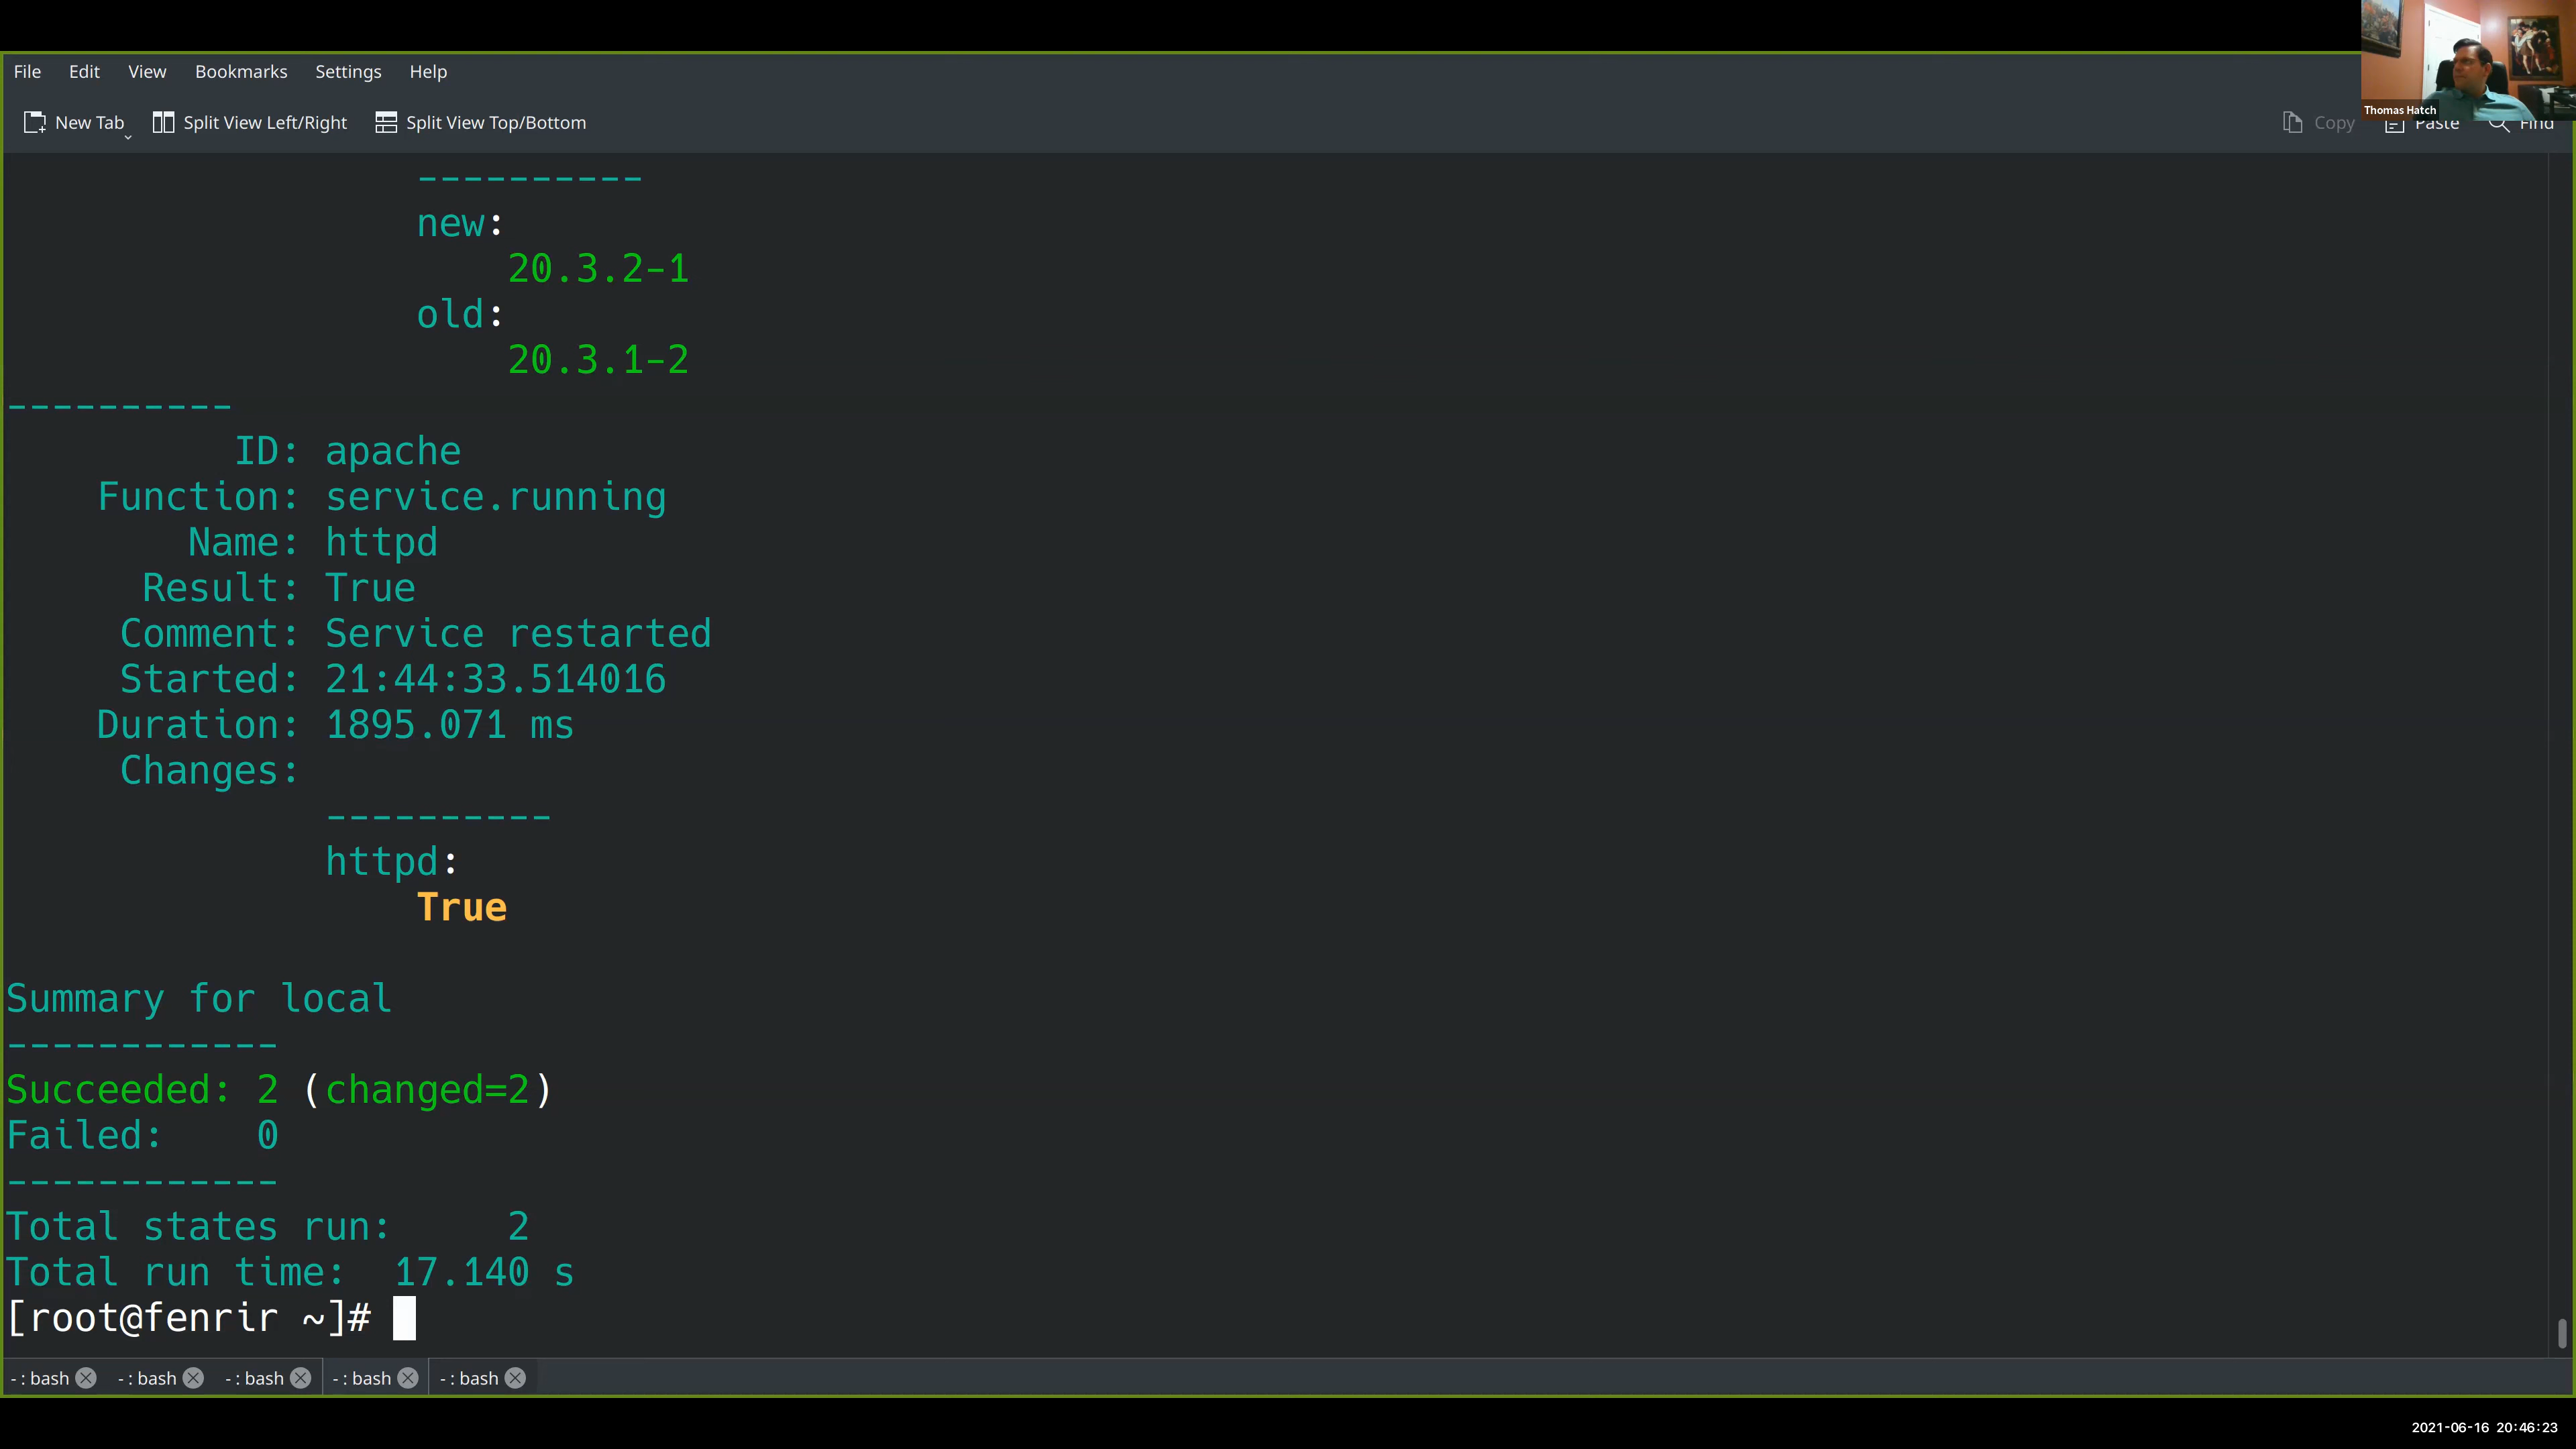 File Edit View Bookmarks Settings Help
Thomas Hatch
New Tab Split View Left/Right Split View Top/Bottom Copy Paste Find
----------
new:
20.3.2-1
old:
20.3.1-2
----------
ID: apache
Function: service.running
Name: httpd
Result: True
Comment: Service restarted
Started: 21:44:33.514016
Duration: 1895.071 ms
Changes:
----------
httpd:
True
Summary for local
------------
Succeeded: 2 (changed=2)
Failed: 0
------------
Total states run: 2
Total run time: 17.140 s
[root@fenrir ~]#
- : bash - : bash - : bash - : bash - : bash
2021-06-16 20:46:23